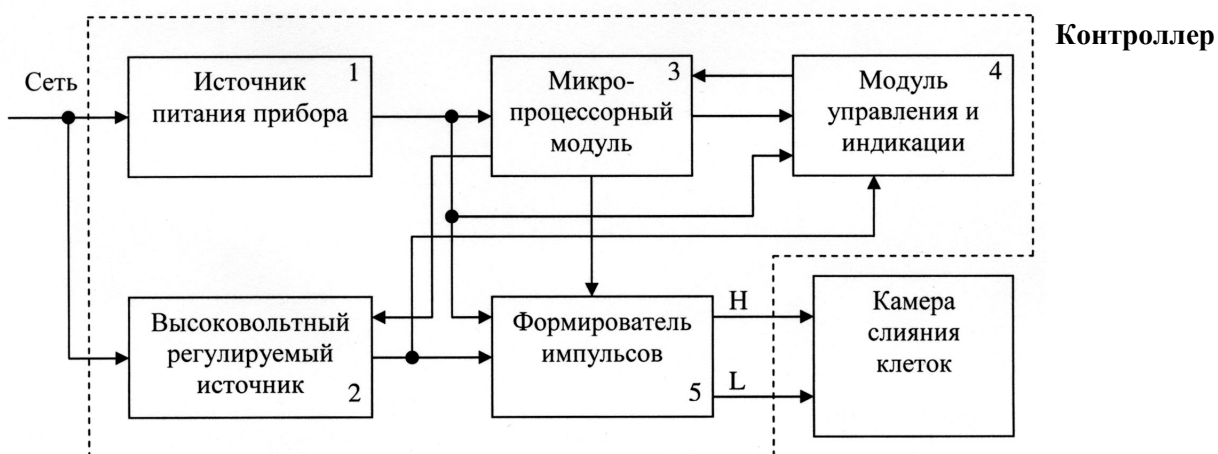 Контроллер
Сеть
Источник
питания прибора
1
Микро-
процессорный
модуль
3
Модуль
управления и
индикации
4
Высоковольтный
регулируемый
источник
2
Формирователь
импульсов
5
H
L
Камера
слияния
клеток